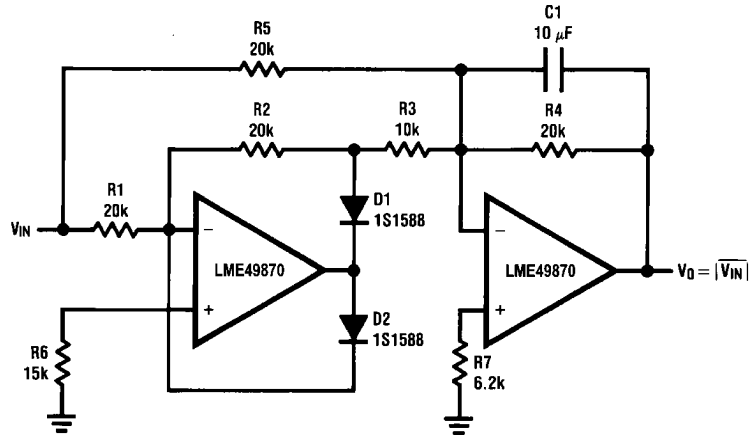 R5
20k
C1
10 μF
R2
20k
R3
10k
R4
20k
R1
20k
D1
1S1588
VIN
−
LME49870
+
−
LME49870
+
VO = |VIN|
D2
1S1588
R6
15k
R7
6.2k